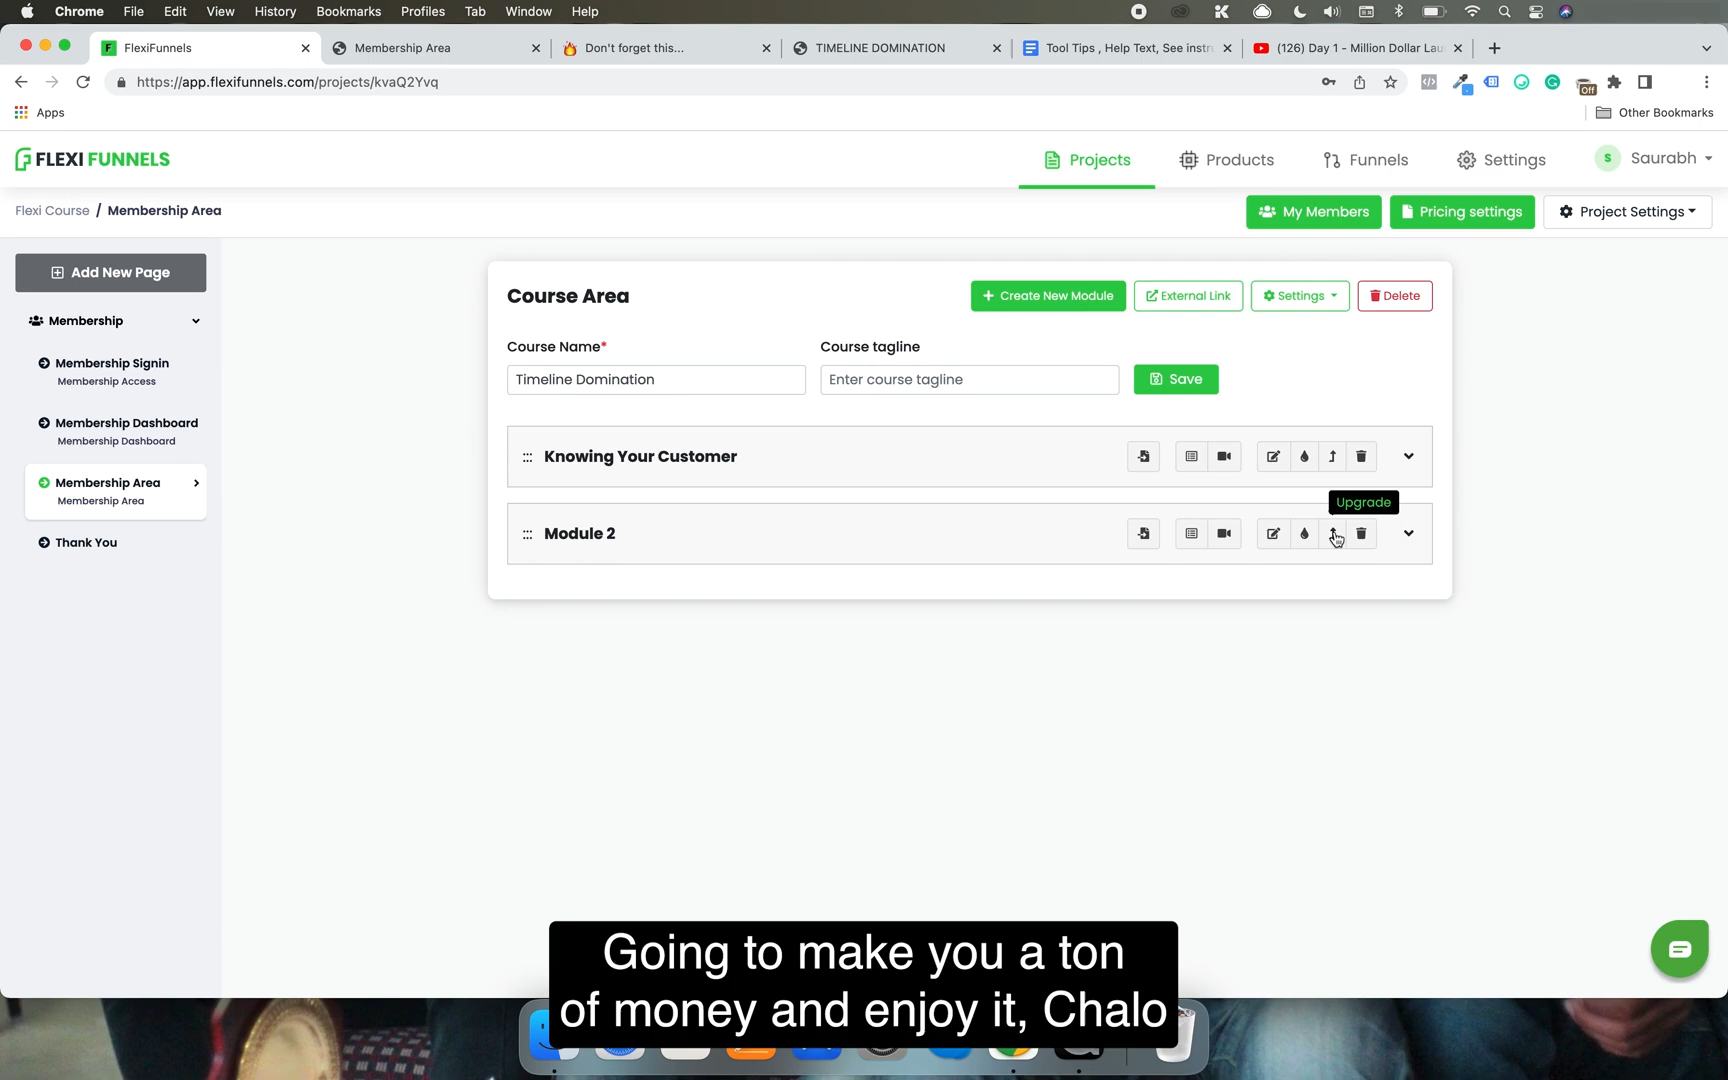 Chrome File Edit View History Bookmarks Profiles Tab Window Help
FlexiFunnels
Membership Area
Don't forget this...
TIMELINE DOMINATION
Tool Tips , Help Text, See instr
(126) Day 1 - Million Dollar Lau
https://app.flexifunnels.com/projects/kvaQ2Yvq
Off
Apps
Other Bookmarks
FLEXI FUNNELS
Projects
Products
Funnels
Settings
S
Saurabh
Flexi Course / Membership Area
My Members
Pricing settings
Project Settings
Add New Page
Membership
Membership Signin
Membership Access
Membership Dashboard
Membership Dashboard
Membership Area
Membership Area
Thank You
Course Area
+ Create New Module
External Link
Settings
Delete
Course Name*
Course tagline
Timeline Domination
Enter course tagline
Save
Knowing Your Customer
Upgrade
Module 2
Going to make you a ton
of money and enjoy it, Chalo